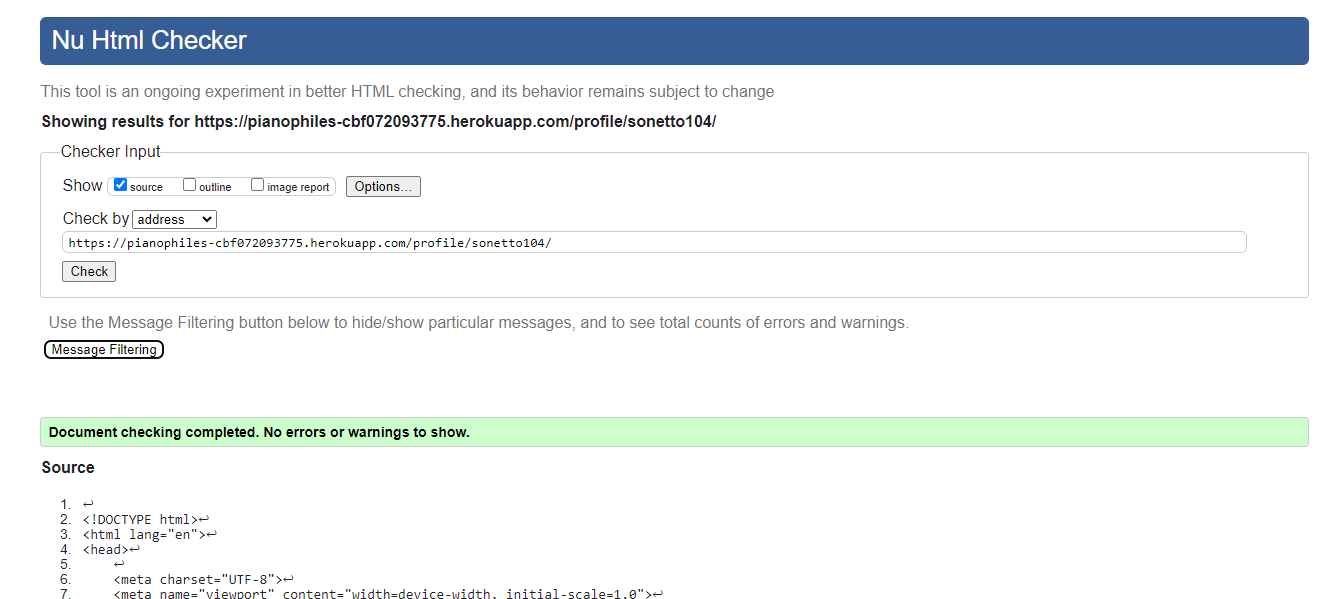 Nu Html Checker
This tool is an ongoing experiment in better HTML checking, and its behavior remains subject to change
Showing results for https://pianophiles-cbf072093775.herokuapp.com/profile/sonetto104/
Checker Input
Show source outline image report Options...
Check by address
https://pianophiles-cbf072093775.herokuapp.com/profile/sonetto104/
Check
Use the Message Filtering button below to hide/show particular messages, and to see total counts of errors and warnings.
Message Filtering
Document checking completed. No errors or warnings to show.
Source
1. ↩
2. <!DOCTYPE html>↩
3. <html lang="en">↩
4. <head>↩
5. ↩
6. <meta charset="UTF-8">↩
7. <meta name="viewport" content="width=device-width, initial-scale=1.0">↩